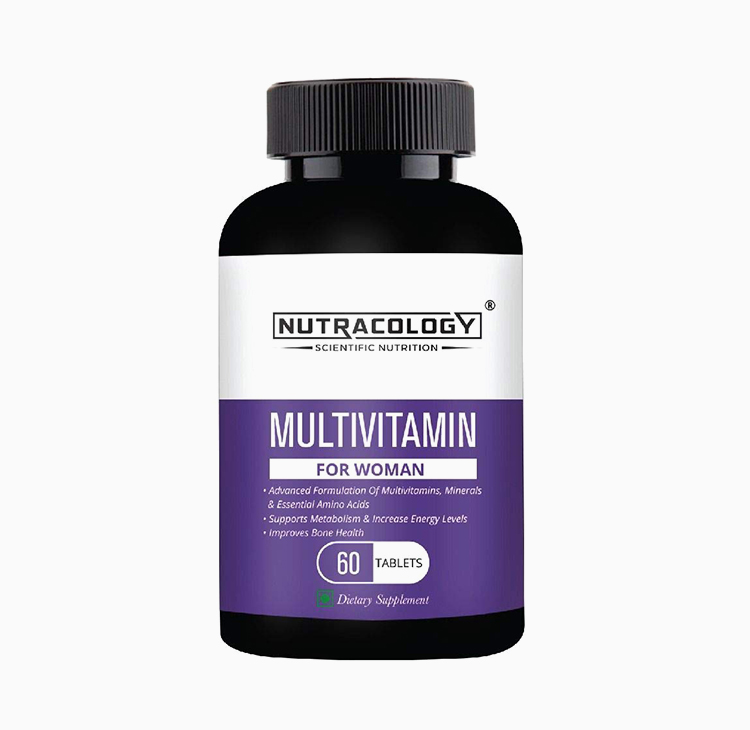 NUTRACOLOGY ®
SCIENTIFIC NUTRITION
MULTIVITAMIN
FOR WOMAN
• Advanced Formulation Of Multivitamins, Minerals
& Essential Amino Acids
• Supports Metabolism & Increase Energy Levels
• Improves Bone Health
60 TABLETS
Dietary Supplement